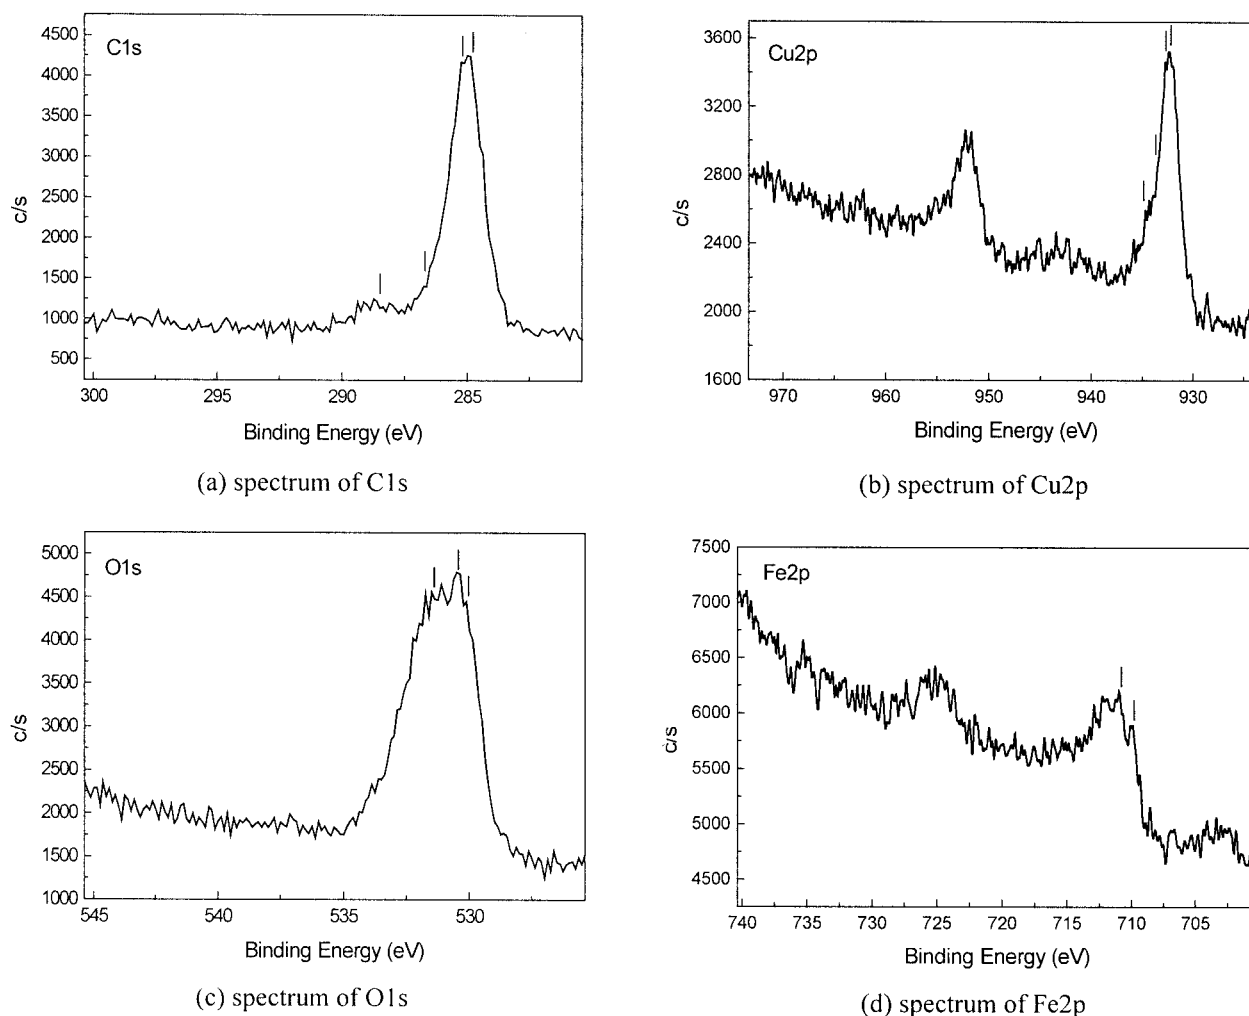 C1s
4500
4000
3500
3000
2500
2000
1500
1000
500
c/s
300 295 290 285
Binding Energy (eV)
(a) spectrum of C1s
Cu2p
3600
3200
2800
2400
2000
1600
c/s
970 960 950 940 930
Binding Energy (eV)
(b) spectrum of Cu2p
O1s
5000
4500
4000
3500
3000
2500
2000
1500
1000
c/s
545 540 535 530
Binding Energy (eV)
(c) spectrum of O1s
Fe2p
7500
7000
6500
6000
5500
5000
4500
c/s
740 735 730 725 720 715 710 705
Binding Energy (eV)
(d) spectrum of Fe2p